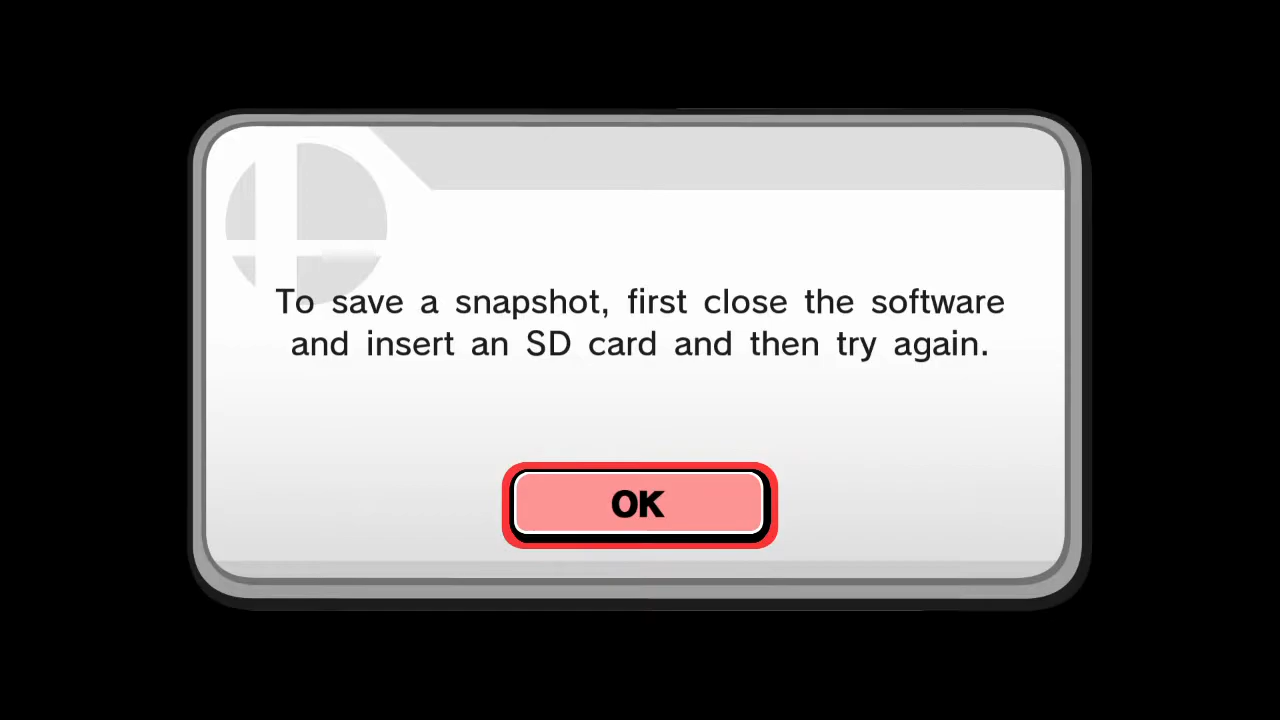 To save a snapshot, first close the software
and insert an SD card and then try again.
OK